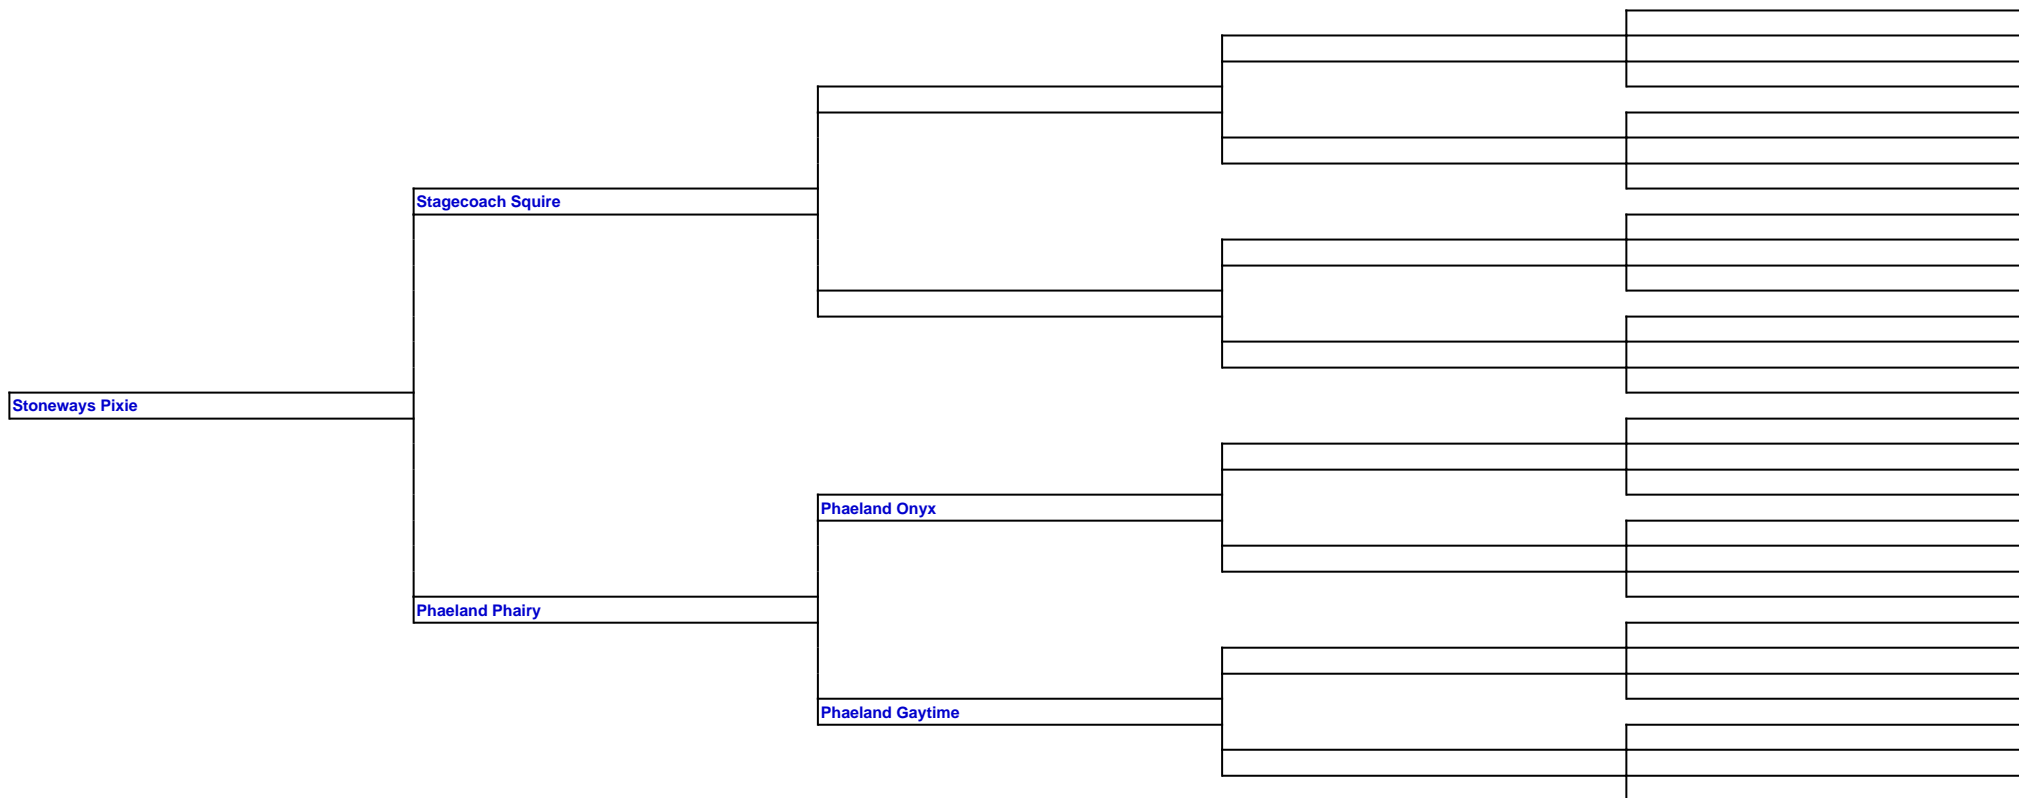 Stagecoach Squire
Stoneways Pixie
Phaeland Onyx
Phaeland Phairy
Phaeland Gaytime